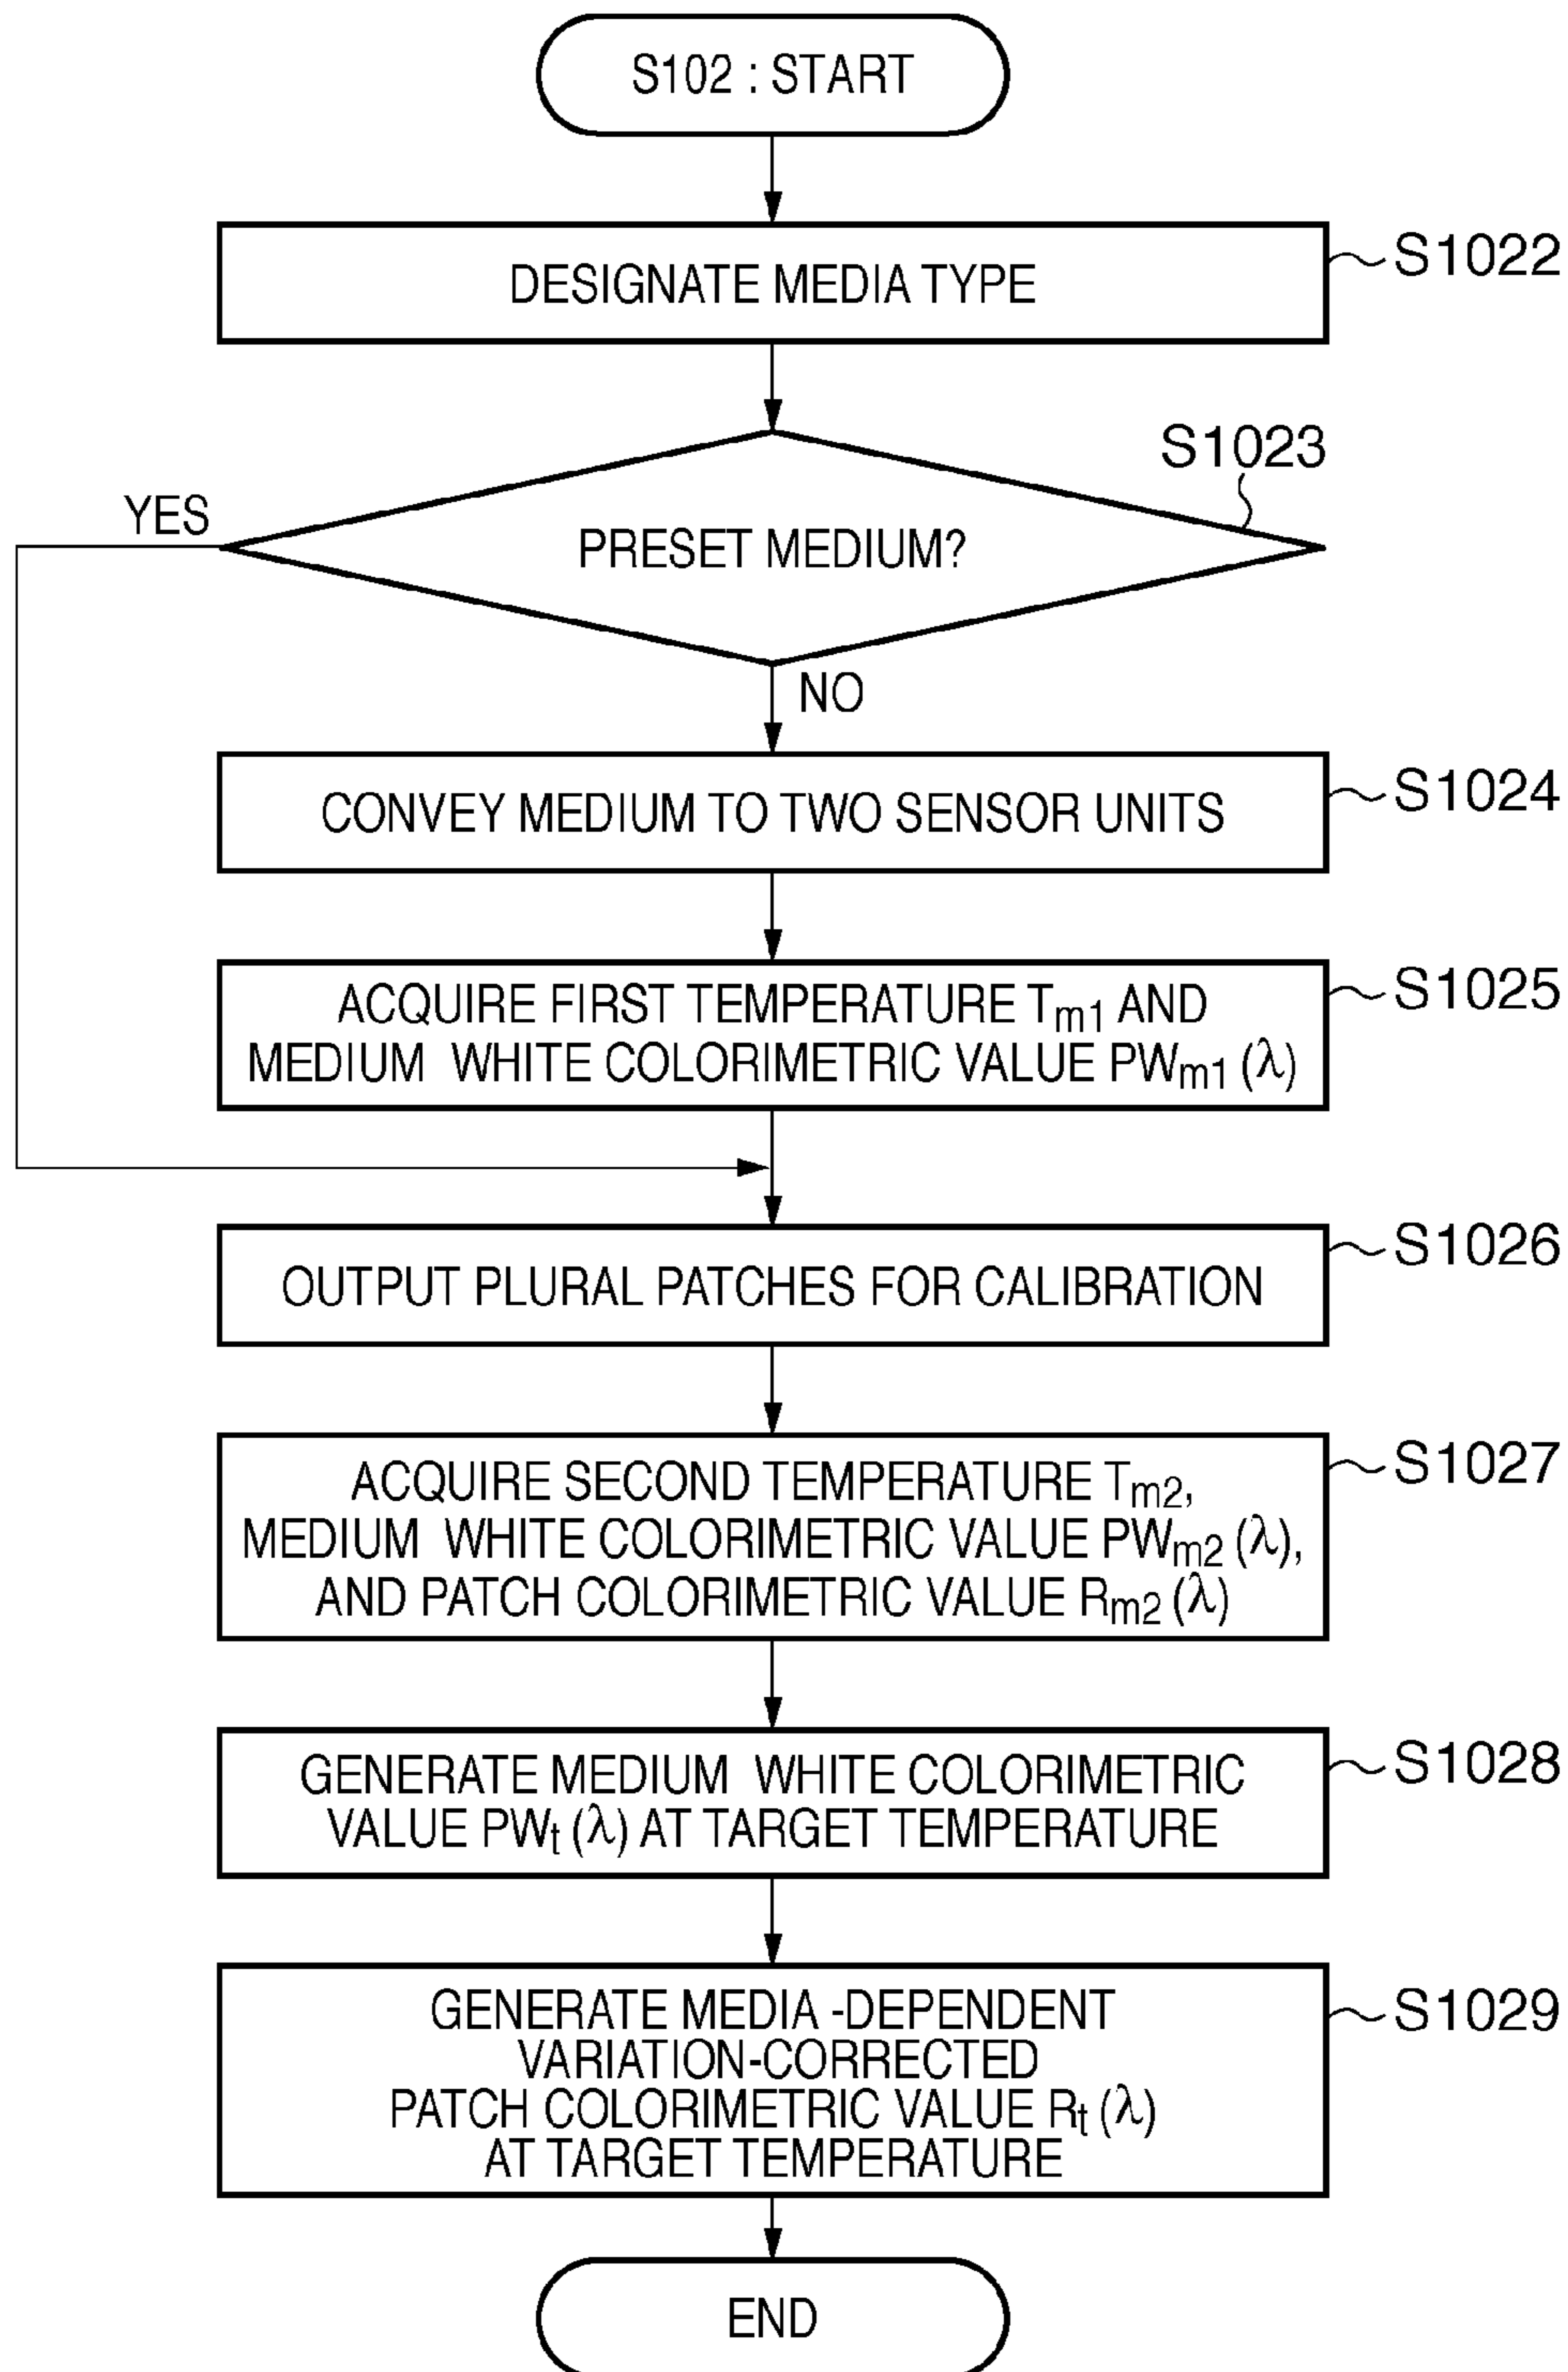 S102 : START
DESIGNATE MEDIA TYPE
S1022
S1023
YES
PRESET MEDIUM?
NO
CONVEY MEDIUM TO TWO SENSOR UNITS
S1024
ACQUIRE FIRST TEMPERATURE Tm1 AND
MEDIUM WHITE COLORIMETRIC VALUE PWm1 (λ)
S1025
OUTPUT PLURAL PATCHES FOR CALIBRATION
S1026
ACQUIRE SECOND TEMPERATURE Tm2,
MEDIUM WHITE COLORIMETRIC VALUE PWm2 (λ),
AND PATCH COLORIMETRIC VALUE Rm2 (λ)
S1027
GENERATE MEDIUM WHITE COLORIMETRIC
VALUE PWt (λ) AT TARGET TEMPERATURE
S1028
GENERATE MEDIA -DEPENDENT
VARIATION-CORRECTED
PATCH COLORIMETRIC VALUE Rt (λ)
AT TARGET TEMPERATURE
S1029
END